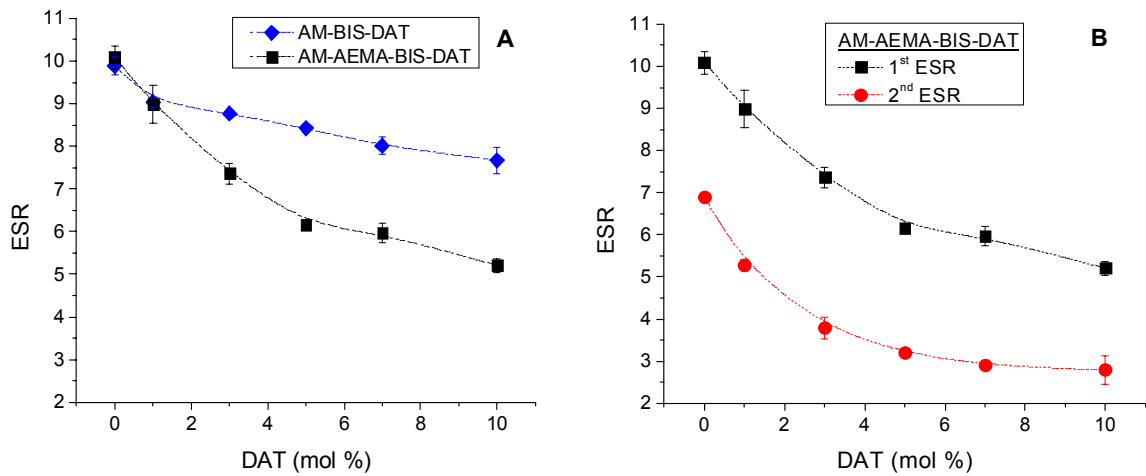 A
AM-BIS-DAT
AM-AEMA-BIS-DAT
11
10
9
8
7
6
5
4
3
2
ESR
0 2 4 6 8 10
DAT (mol %)
B
AM-AEMA-BIS-DAT
1st ESR
2nd ESR
11
10
9
8
7
6
5
4
3
2
ESR
0 2 4 6 8 10
DAT (mol %)